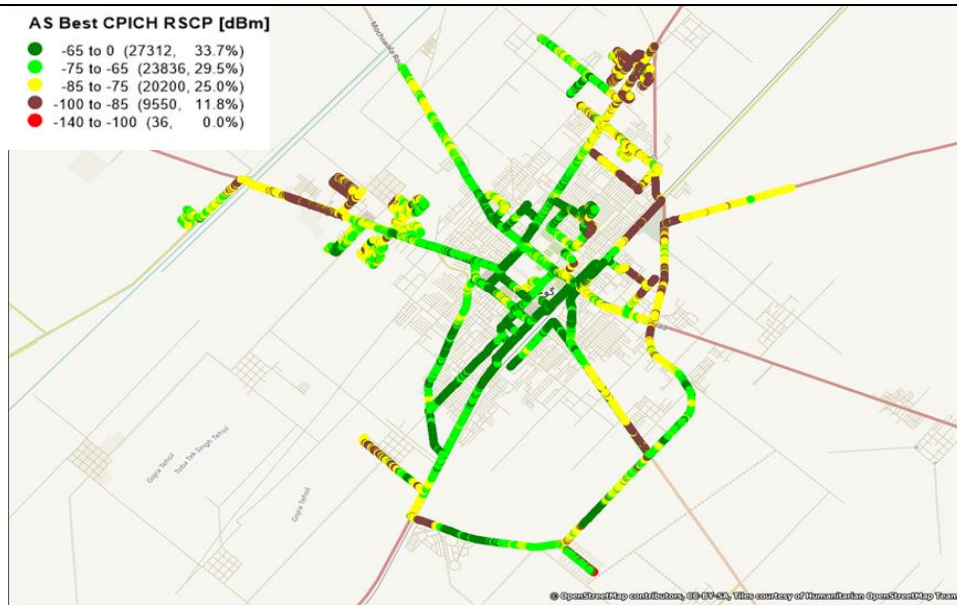 AS Best CPICH RSCP [dBm]
-65 to 0 (27312, 33.7%)
-75 to -65 (23836, 29.5%)
-85 to -75 (20200, 25.0%)
-100 to -85 (9550, 11.8%)
-140 to -100 (36, 0.0%)
Mochiwala Ro
Gojra Tehsil
Toba Tek Singh Tehsil
Gojra Tehsil
© OpenStreetMap contributors, CC-BY-SA, Tiles courtesy of Humanitarian OpenStreetMap Team